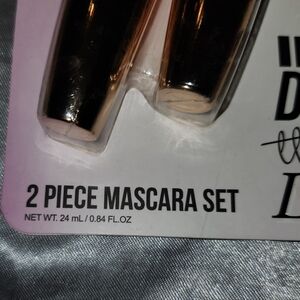 2 PIECE MASCARA SET
NET WT. 24 mL / 0.84 FL.OZ